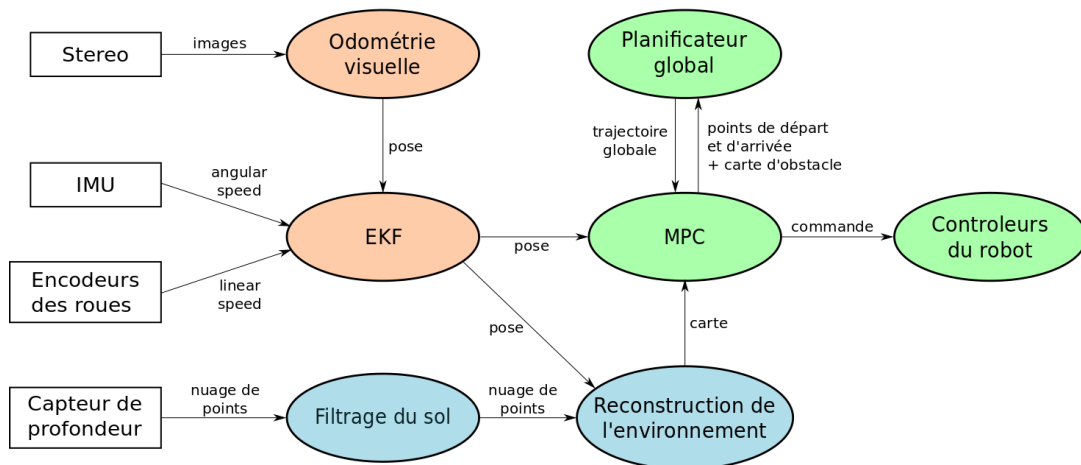 Stereo
images
Odométrie
visuelle
Planificateur
global
pose
trajectoire
globale
points de départ
et d'arrivée
+ carte d'obstacle
IMU
angular
speed
EKF
pose
MPC
commande
Controleurs
du robot
Encodeurs
des roues
linear
speed
pose
carte
Capteur de
profondeur
nuage de
points
Filtrage du sol
nuage de
points
Reconstruction de
l'environnement